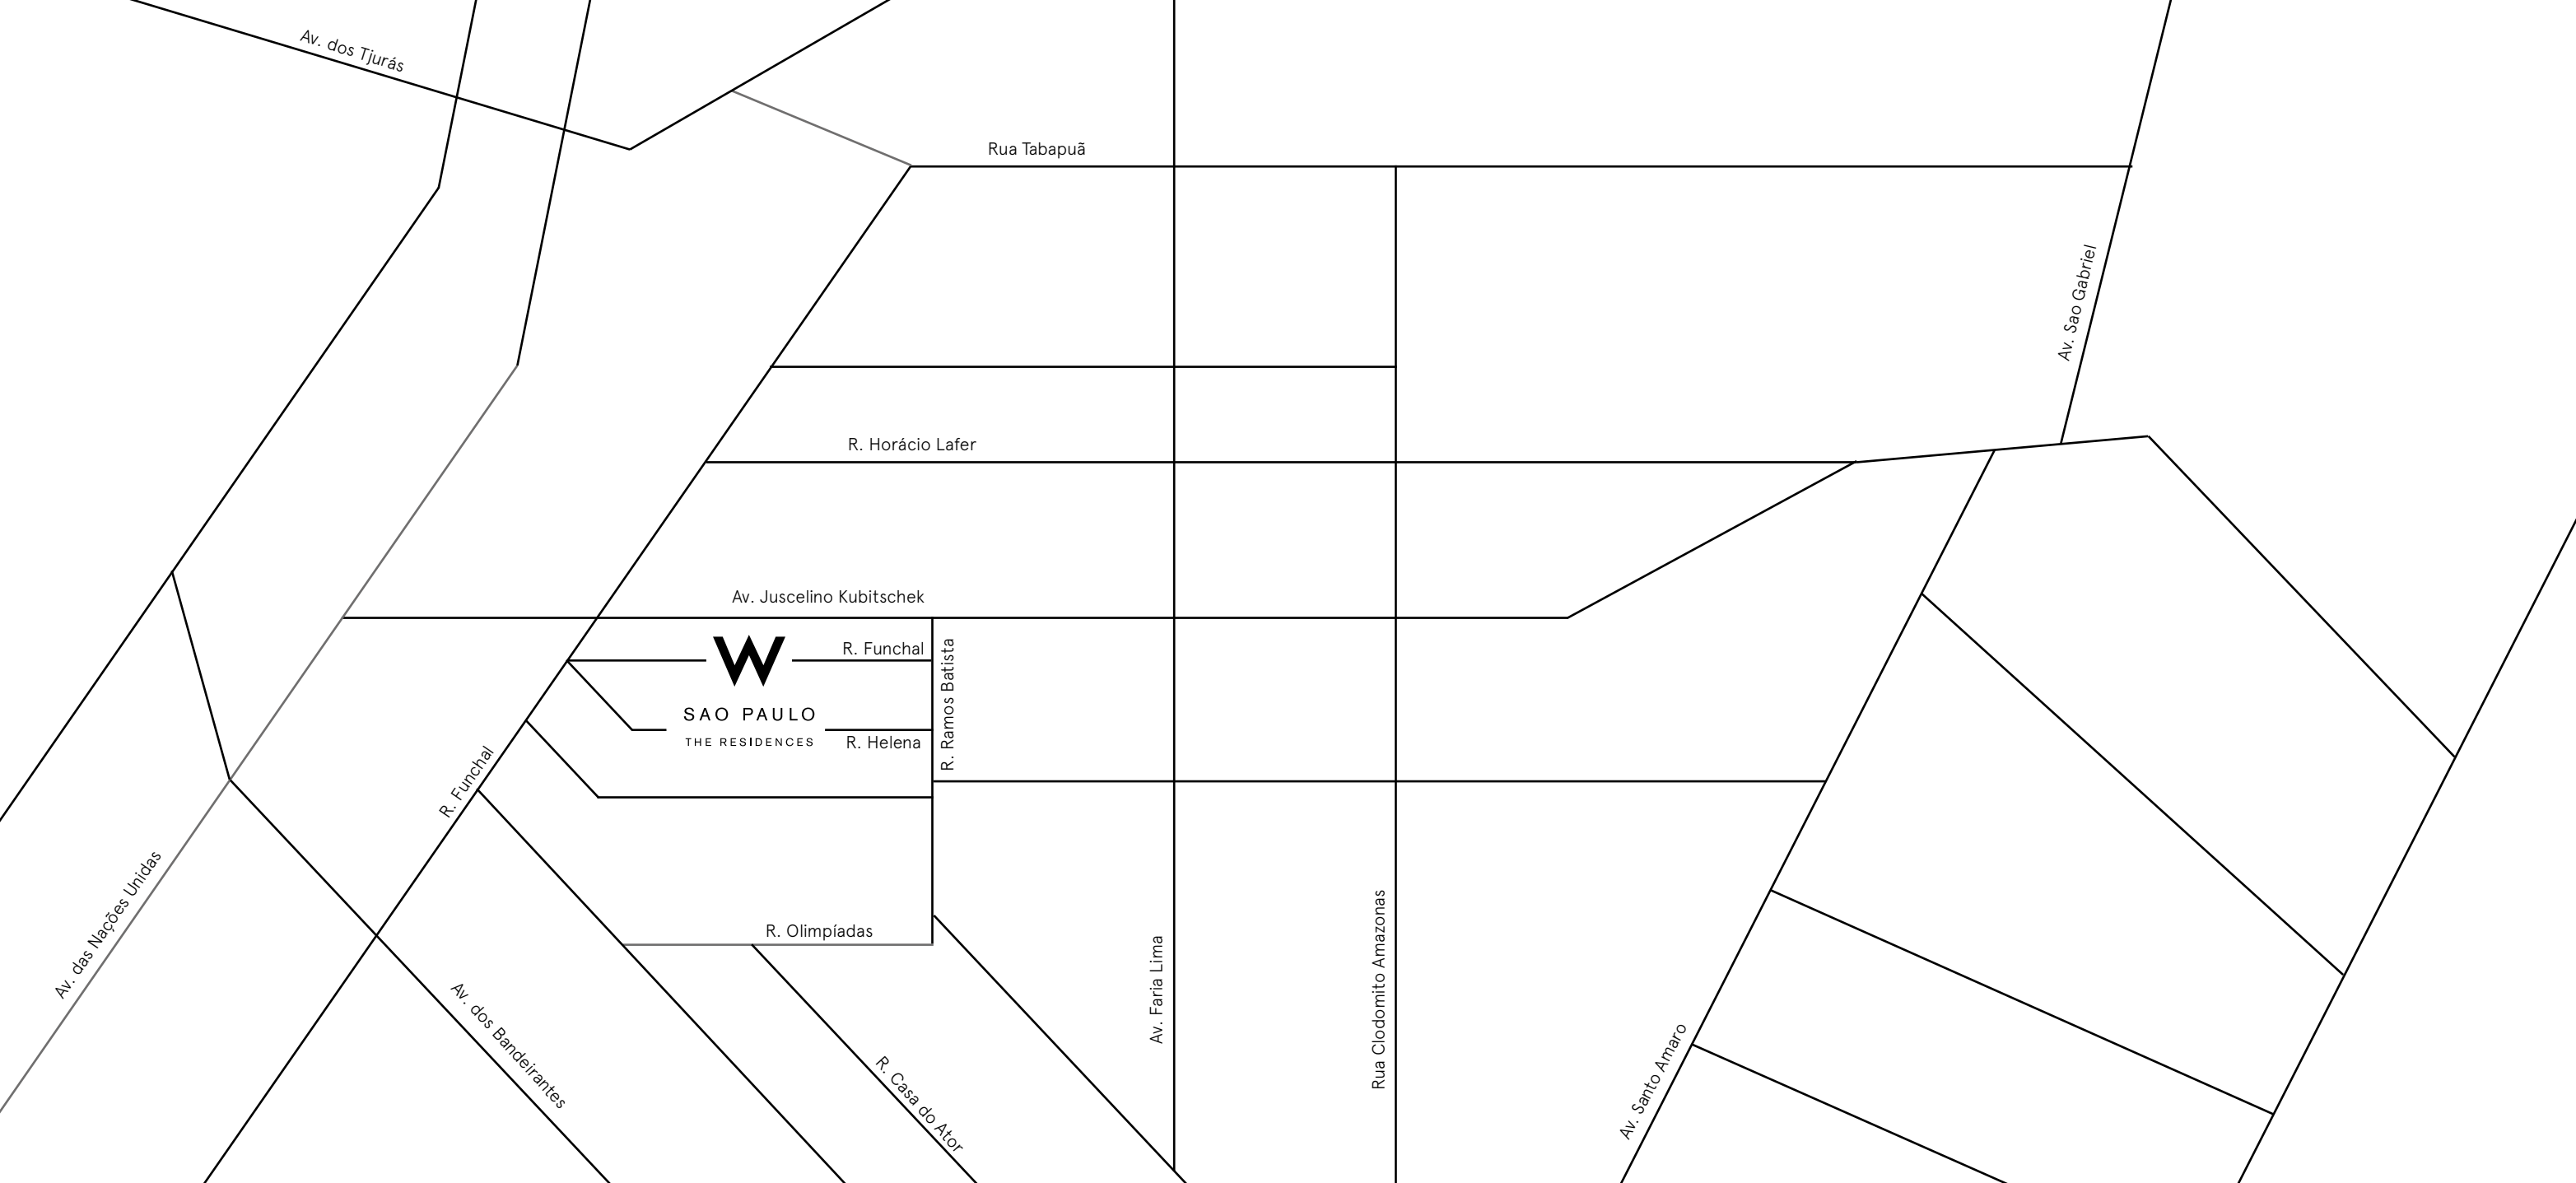 Av. dos Tjurás
Rua Tabapuã
Av. Sao Gabriel
R. Horácio Lafer
Av. Juscelino Kubitschek
R. Funchal
W
SAO PAULO
THE RESIDENCES
R. Helena
R. Ramos Batista
R. Funchal
Av. das Nações Unidas
R. Olimpíadas
Av. dos Bandeirantes
R. Casa do Ator
Av. Faria Lima
Rua Clodomito Amazonas
Av. Santo Amaro